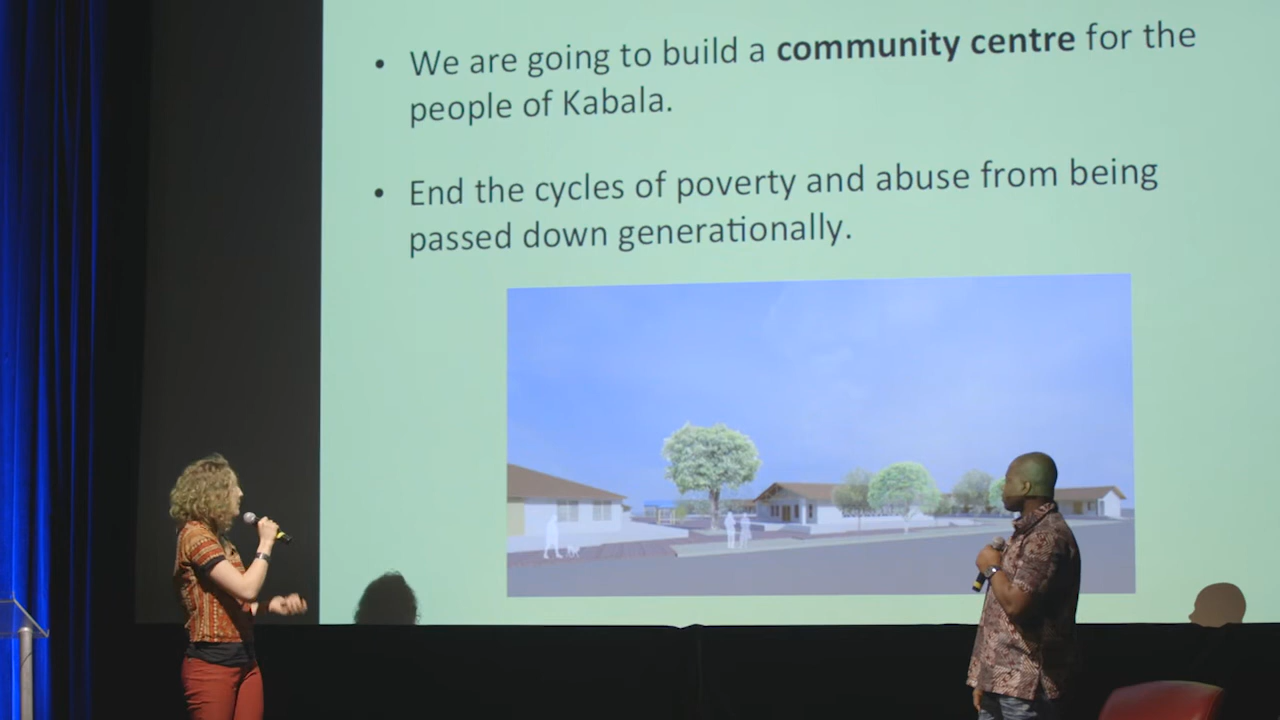 • We are going to build a community centre for the
people of Kabala.
• End the cycles of poverty and abuse from being
passed down generationally.